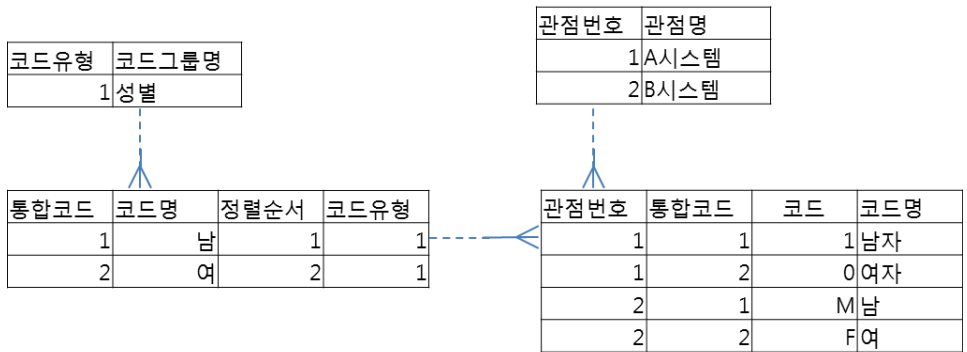 관점번호 관점명
1 A시스템
2 B시스템
코드유형 코드그룹명
1 성별
통합코드 코드명 정렬순서 코드유형
1 남 1 1
2 여 2 1
관점번호 통합코드 코드 코드명
1 1 1 남자
1 2 0 여자
2 1 M 남
2 2 F 여